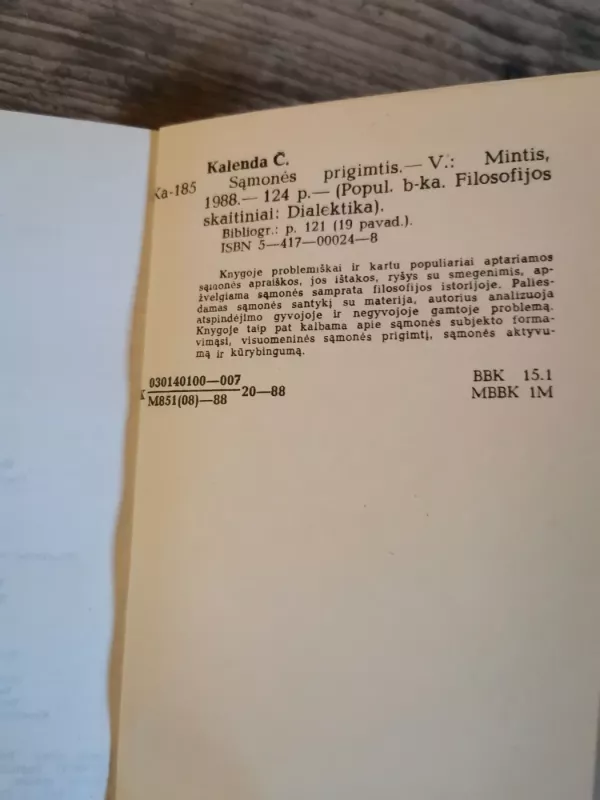 Kalenda Č.
Ka-185 Sąmonės prigimtis.— V.: Mintis,
1988.— 124 p.— (Popul. b-ka. Filosofijos
skaitiniai: Dialektika).
Bibliogr.: p. 121 (19 pavad.).
ISBN 5—417—00024—8
Knygoje problemiškai ir kartu populiariai aptariamos
sąmonės apraiškos, jos ištakos, ryšys su smegenimis, ap-
žvelgiama sąmonės samprata filosofijos istorijoje. Palies-
damas sąmonės santykį su materija, autorius analizuoja
atspindėjimo gyvojoje ir negyvojoje gamtoje problemą.
Knygoje taip pat kalbama apie sąmonės subjekto forma-
vimąsi, visuomeninės sąmonės prigimtį, sąmonės aktyvu-
mą ir kūrybingumą.
K 030140100—007 20—88
M851(08)—88
BBK 15.1
MBBK 1M